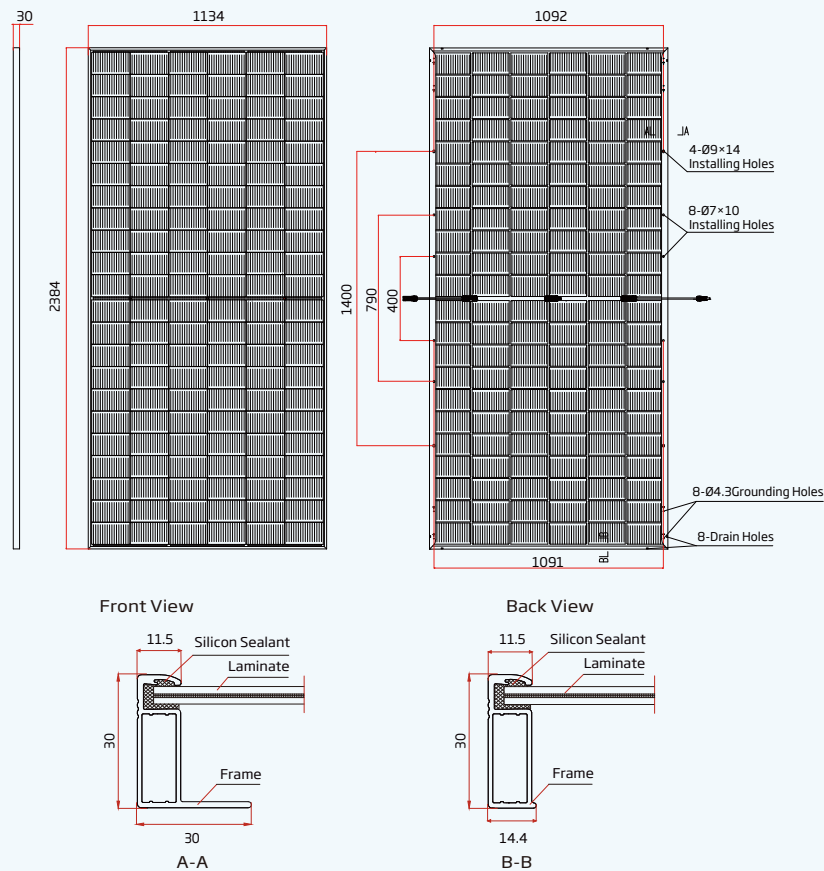 30
1134
1092
AL
⅃A
4-Ø9×14
Installing Holes
8-Ø7×10
Installing Holes
2384
1400
790
400
8-Ø4.3Grounding Holes
8-Drain Holes
BL
⅃B
1091
Front View
Back View
11.5
Silicon Sealant
Laminate
30
Frame
30
A-A
11.5
Silicon Sealant
Laminate
30
Frame
14.4
B-B